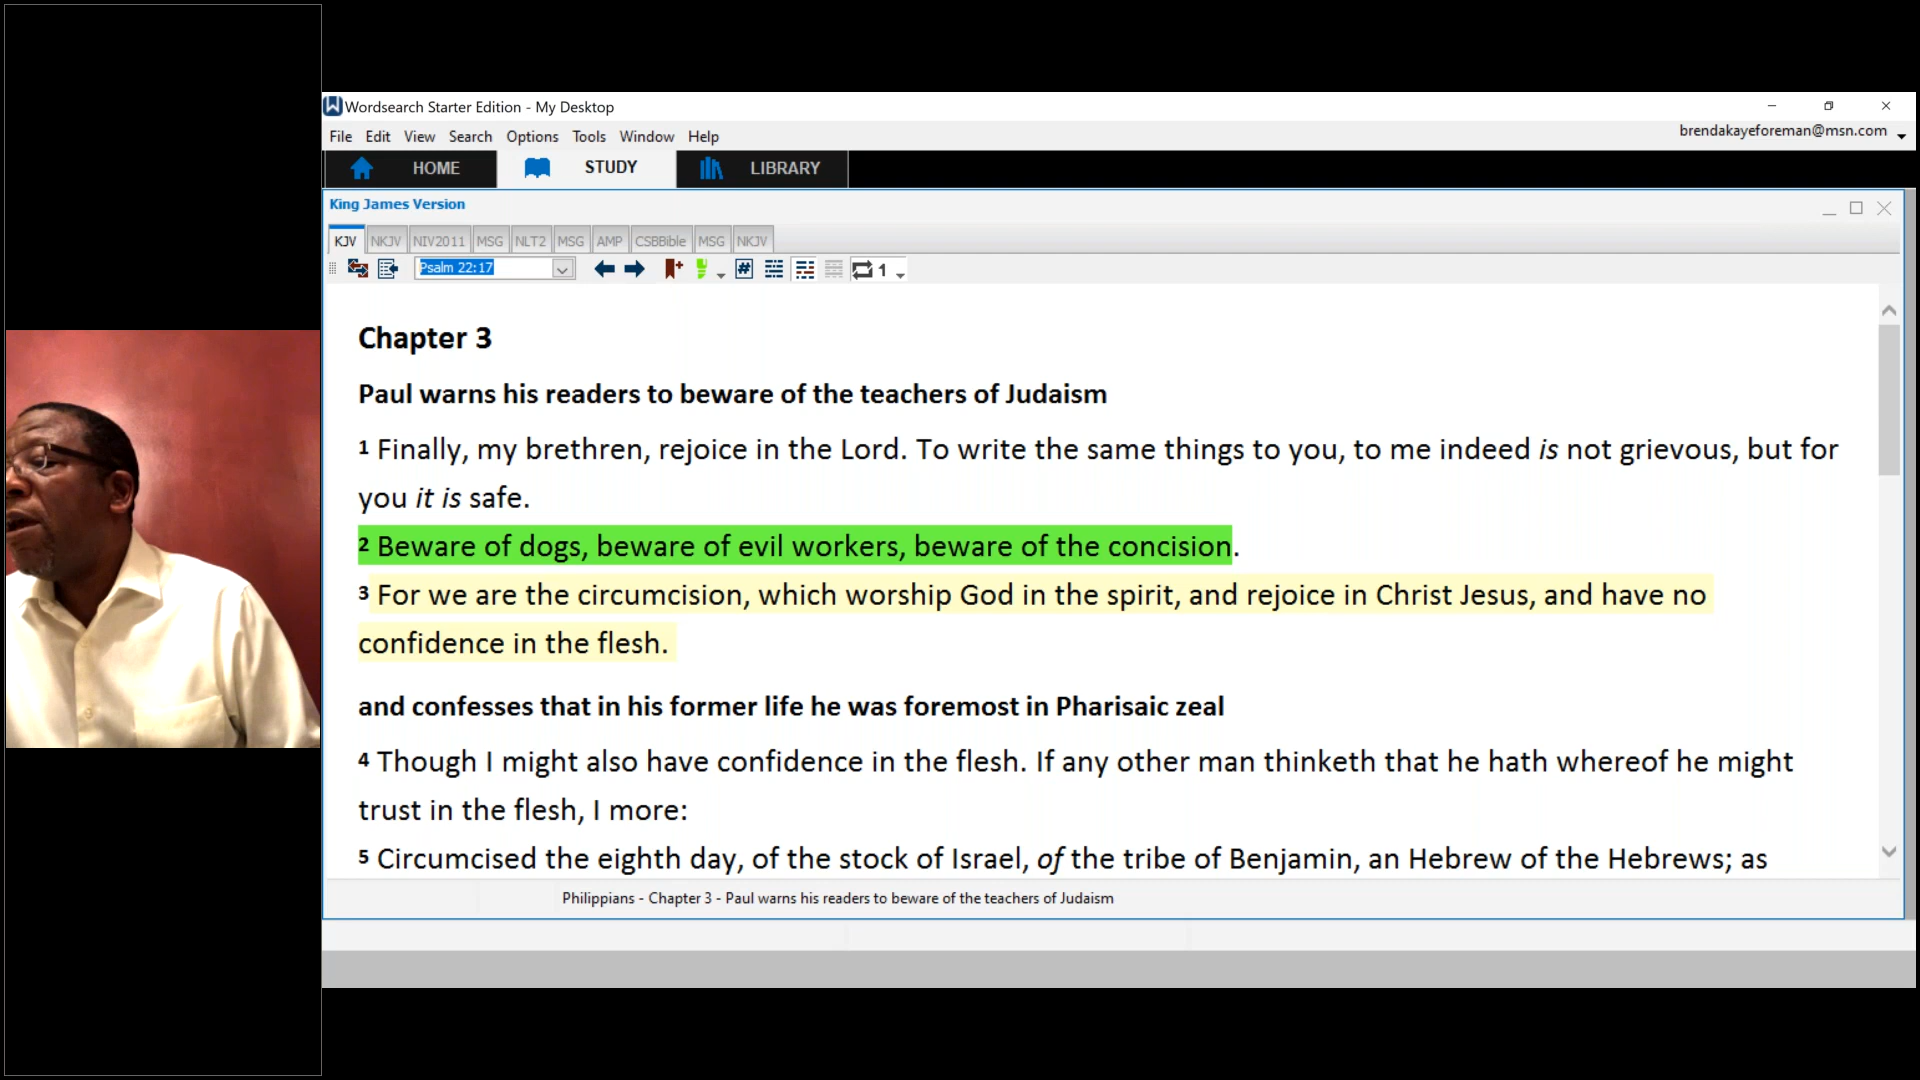 Wordsearch Starter Edition - My Desktop
File Edit View Search Options Tools Window Help
brendakayeforeman@msn.com
HOME STUDY LIBRARY
King James Version
KJV NKJV NIV2011 MSG NLT2 MSG AMP CSBBible MSG NKJV
Psalm 22:17 # 1
Chapter 3
Paul warns his readers to beware of the teachers of Judaism
1 Finally, my brethren, rejoice in the Lord. To write the same things to you, to me indeed is not grievous, but for
you it is safe.
2 Beware of dogs, beware of evil workers, beware of the concision.
3 For we are the circumcision, which worship God in the spirit, and rejoice in Christ Jesus, and have no
confidence in the flesh.
and confesses that in his former life he was foremost in Pharisaic zeal
4 Though I might also have confidence in the flesh. If any other man thinketh that he hath whereof he might
trust in the flesh, I more:
5 Circumcised the eighth day, of the stock of Israel, of the tribe of Benjamin, an Hebrew of the Hebrews; as
Philippians - Chapter 3 - Paul warns his readers to beware of the teachers of Judaism